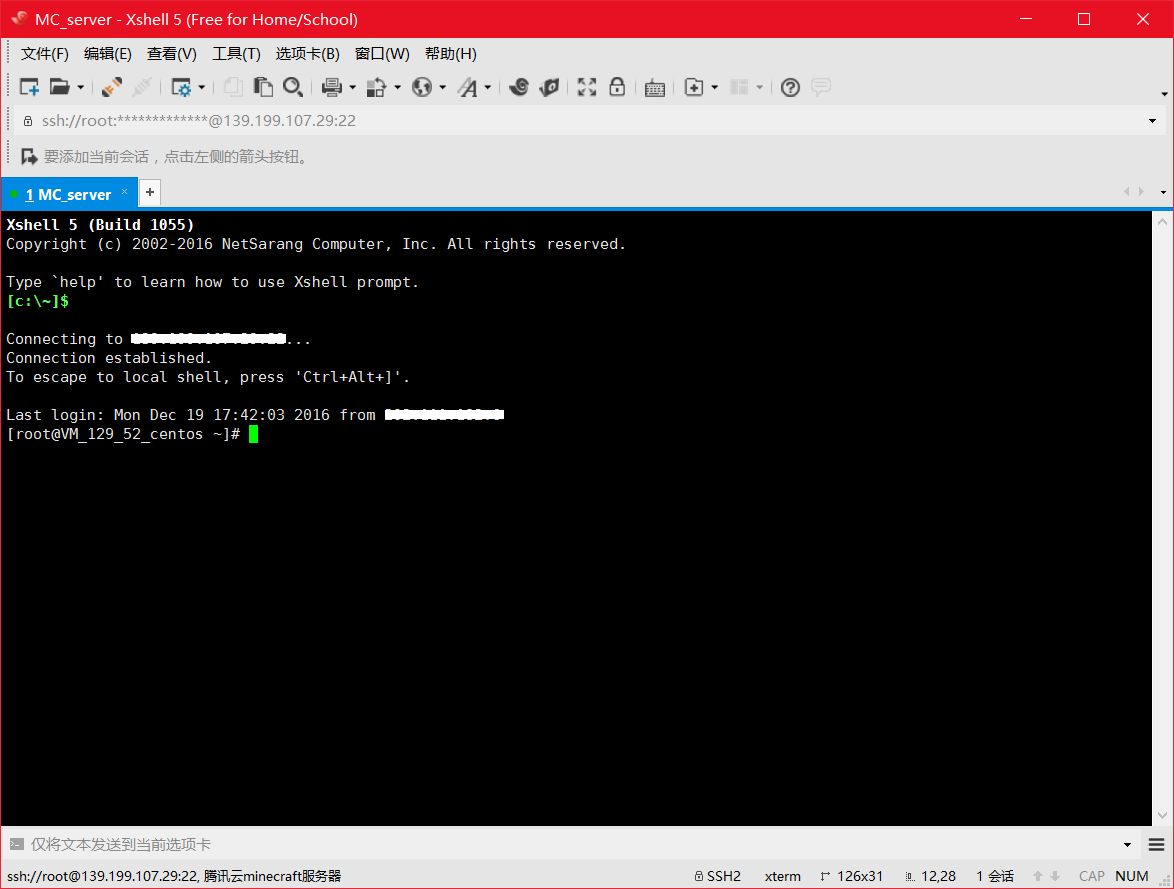 MC_server - Xshell 5 (Free for Home/School)
文件(F) 编辑(E) 查看(V) 工具(T) 选项卡(B) 窗口(W) 帮助(H)
ssh://root:*************@139.199.107.29:22
要添加当前会话，点击左侧的箭头按钮。
1 MC_server × +
Xshell 5 (Build 1055)
Copyright (c) 2002-2016 NetSarang Computer, Inc. All rights reserved.
Type `help' to learn how to use Xshell prompt.
[c:\~]$
Connecting to ...
Connection established.
To escape to local shell, press 'Ctrl+Alt+]'.
Last login: Mon Dec 19 17:42:03 2016 from
[root@VM_129_52_centos ~]#
仅将文本发送到当前选项卡
ssh://root@139.199.107.29:22, 腾讯云minecraft服务器 SSH2 xterm 126x31 12,28 1 会话 CAP NUM